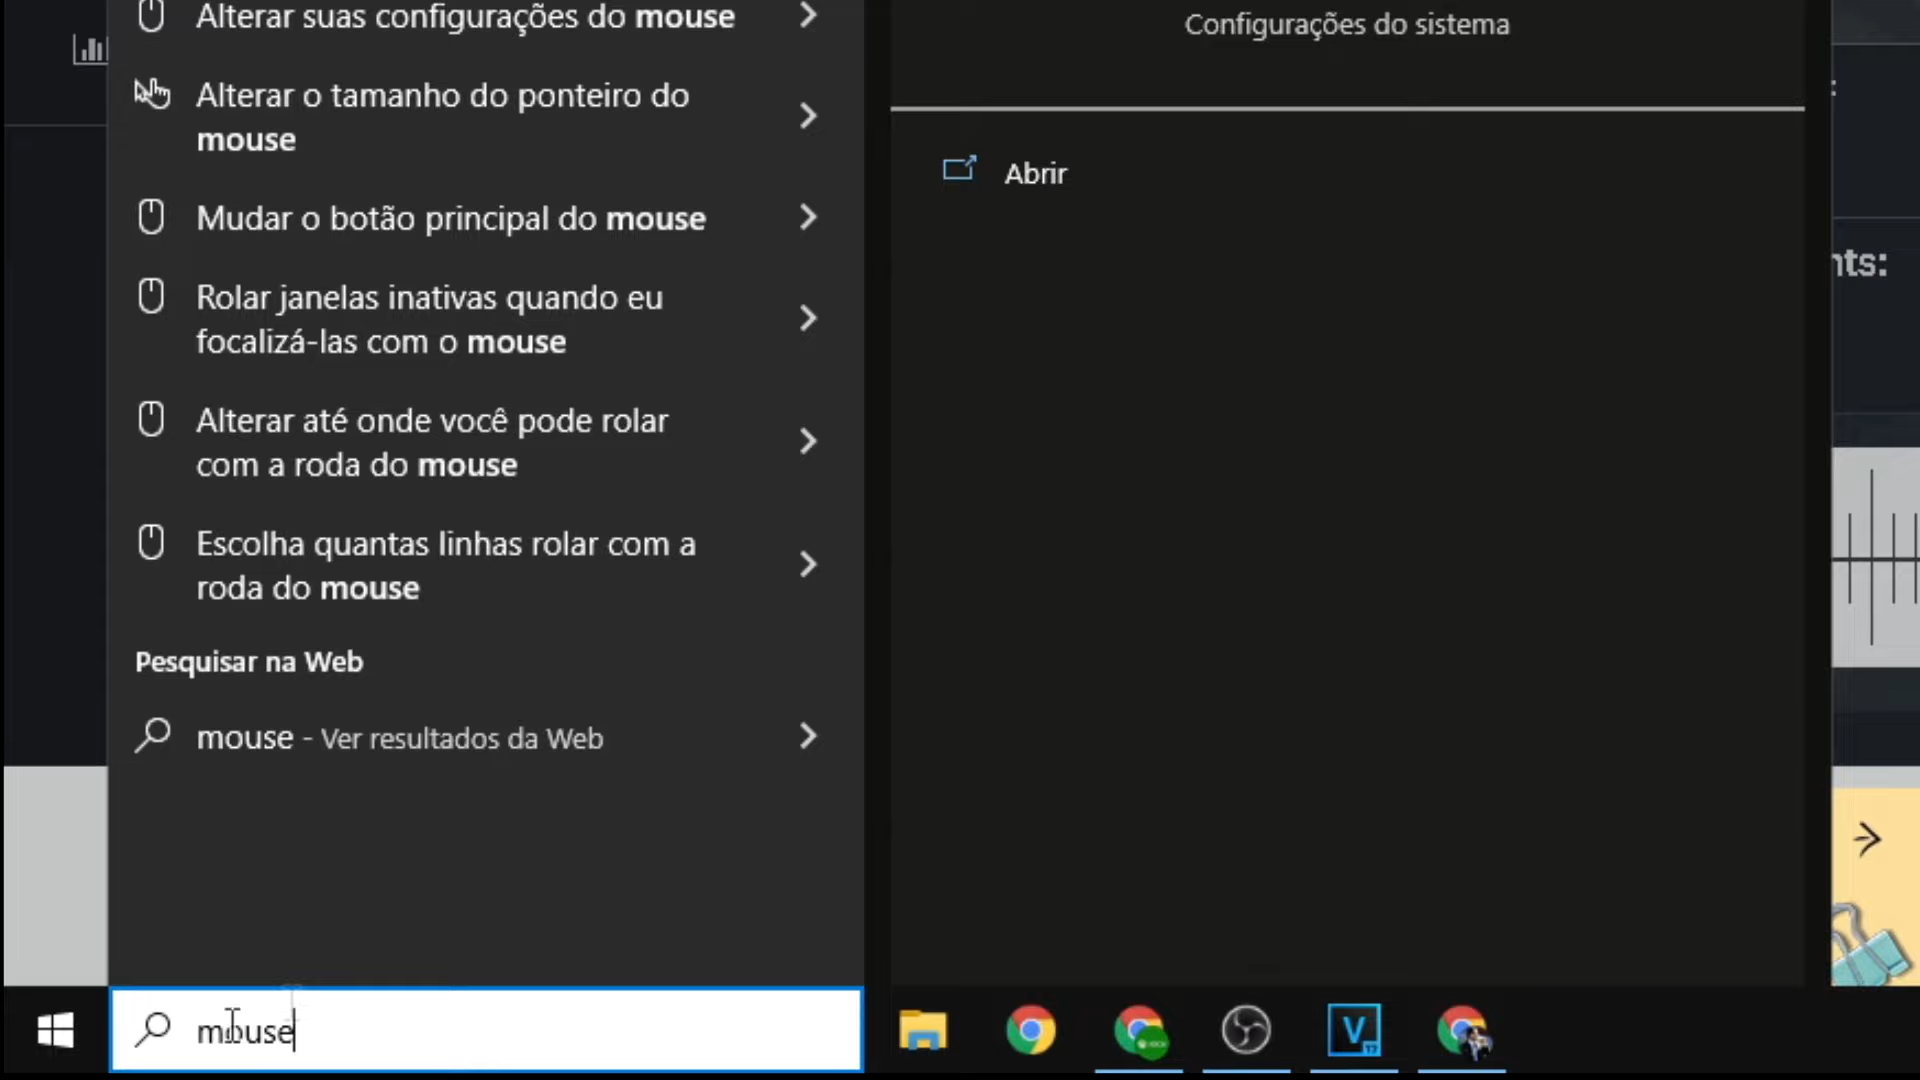 Alterar suas configurações do mouse
Alterar o tamanho do ponteiro do
mouse
Mudar o botão principal do mouse
Rolar janelas inativas quando eu
focalizá-las com o mouse
Alterar até onde você pode rolar
com a roda do mouse
Escolha quantas linhas rolar com a
roda do mouse
Pesquisar na Web
mouse - Ver resultados da Web
mouse
Configurações do sistema
Abrir
nts:
V
17